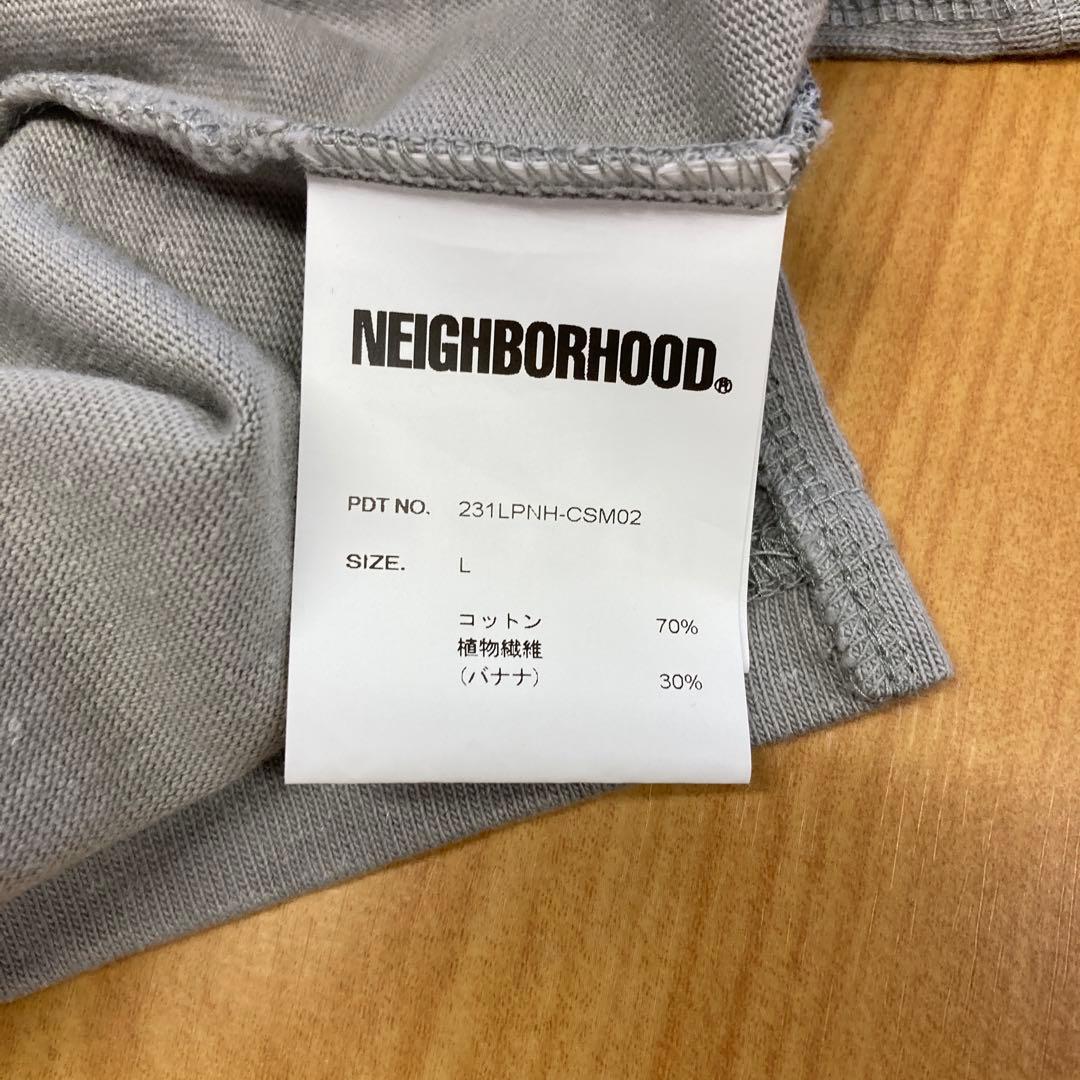 NEIGHBORHOOD®
PDT NO. 231LPNH-CSM02
SIZE. L
コットン 70%
植物繊維
(バナナ) 30%